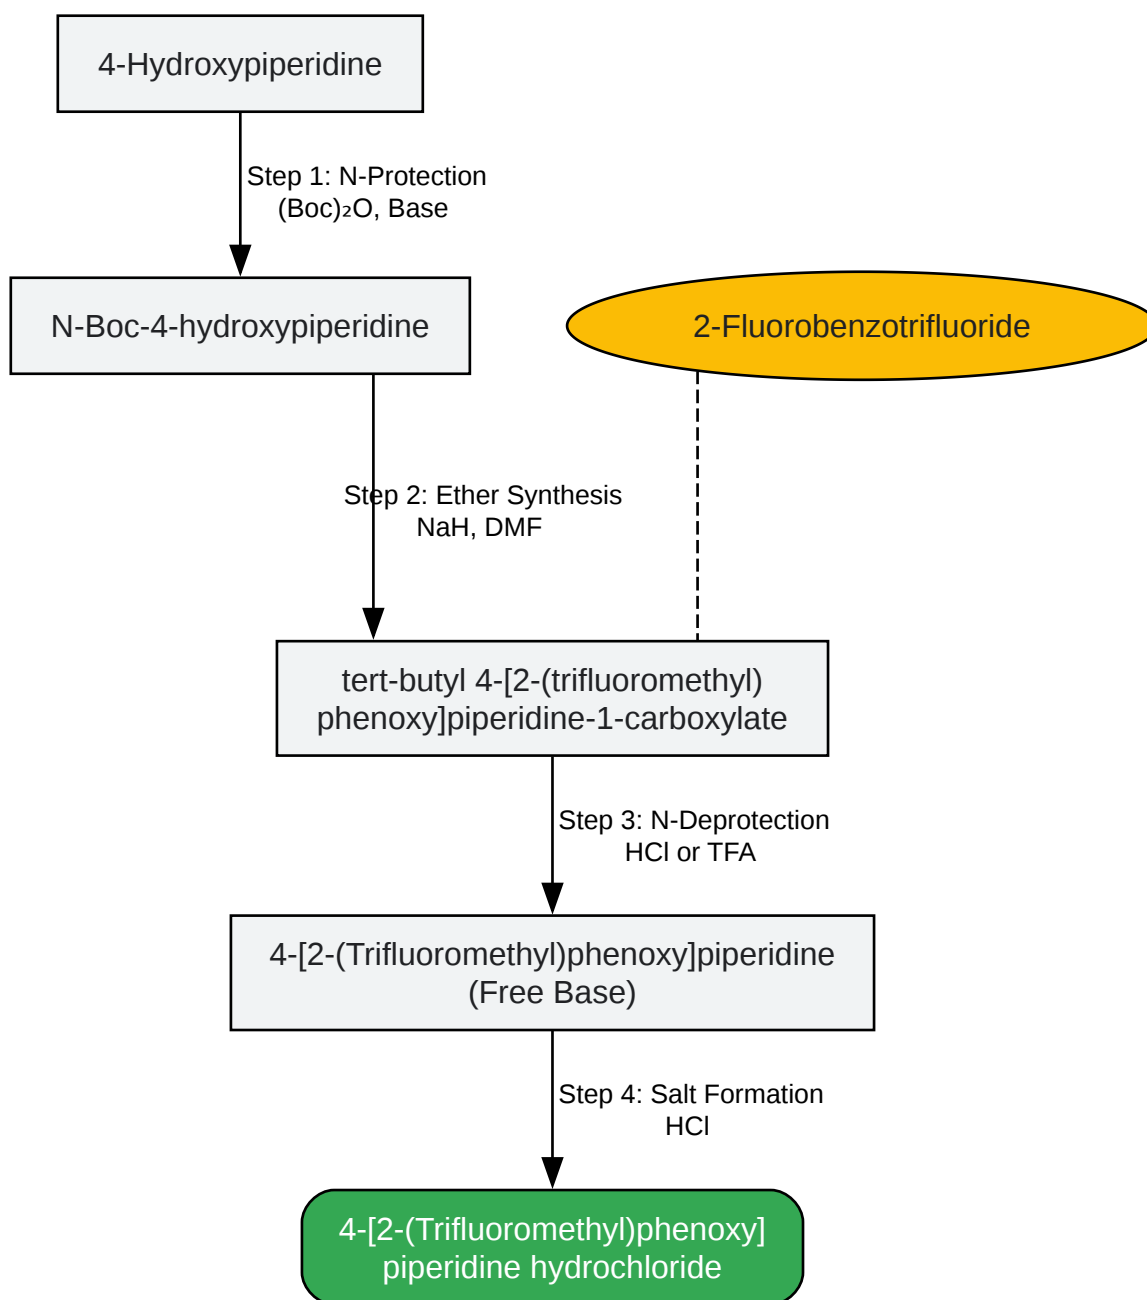 4-Hydroxypiperidine
Step 1: N-Protection
(Boc)₂O, Base
N-Boc-4-hydroxypiperidine
2-Fluorobenzotrifluoride
Step 2: Ether Synthesis
NaH, DMF
tert-butyl 4-[2-(trifluoromethyl)
phenoxy]piperidine-1-carboxylate
Step 3: N-Deprotection
HCl or TFA
4-[2-(Trifluoromethyl)phenoxy]piperidine
(Free Base)
Step 4: Salt Formation
HCl
4-[2-(Trifluoromethyl)phenoxy]
piperidine hydrochloride